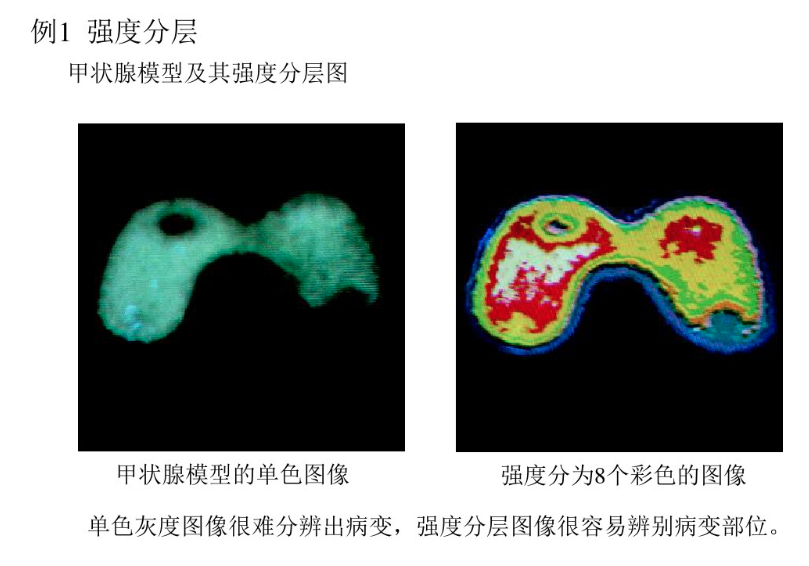 例1 强度分层
甲状腺模型及其强度分层图
甲状腺模型的单色图像
强度分为8个彩色的图像
单色灰度图像很难分辨出病变，强度分层图像很容易辨别病变部位。